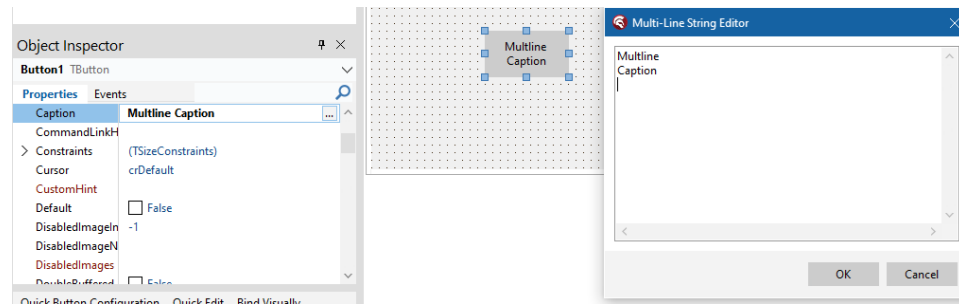 Object Inspector
Button1 TButton
Properties Events
Caption Multline Caption ...
CommandLinkH
Constraints (TSizeConstraints)
Cursor crDefault
CustomHint
Default False
DisabledImageIn -1
DisabledImageN
DisabledImages
DoubleBuffered False
Quick Button Configuration Quick Edit Bind Visually
Multline
Caption
Multi-Line String Editor
Multline
Caption
OK Cancel